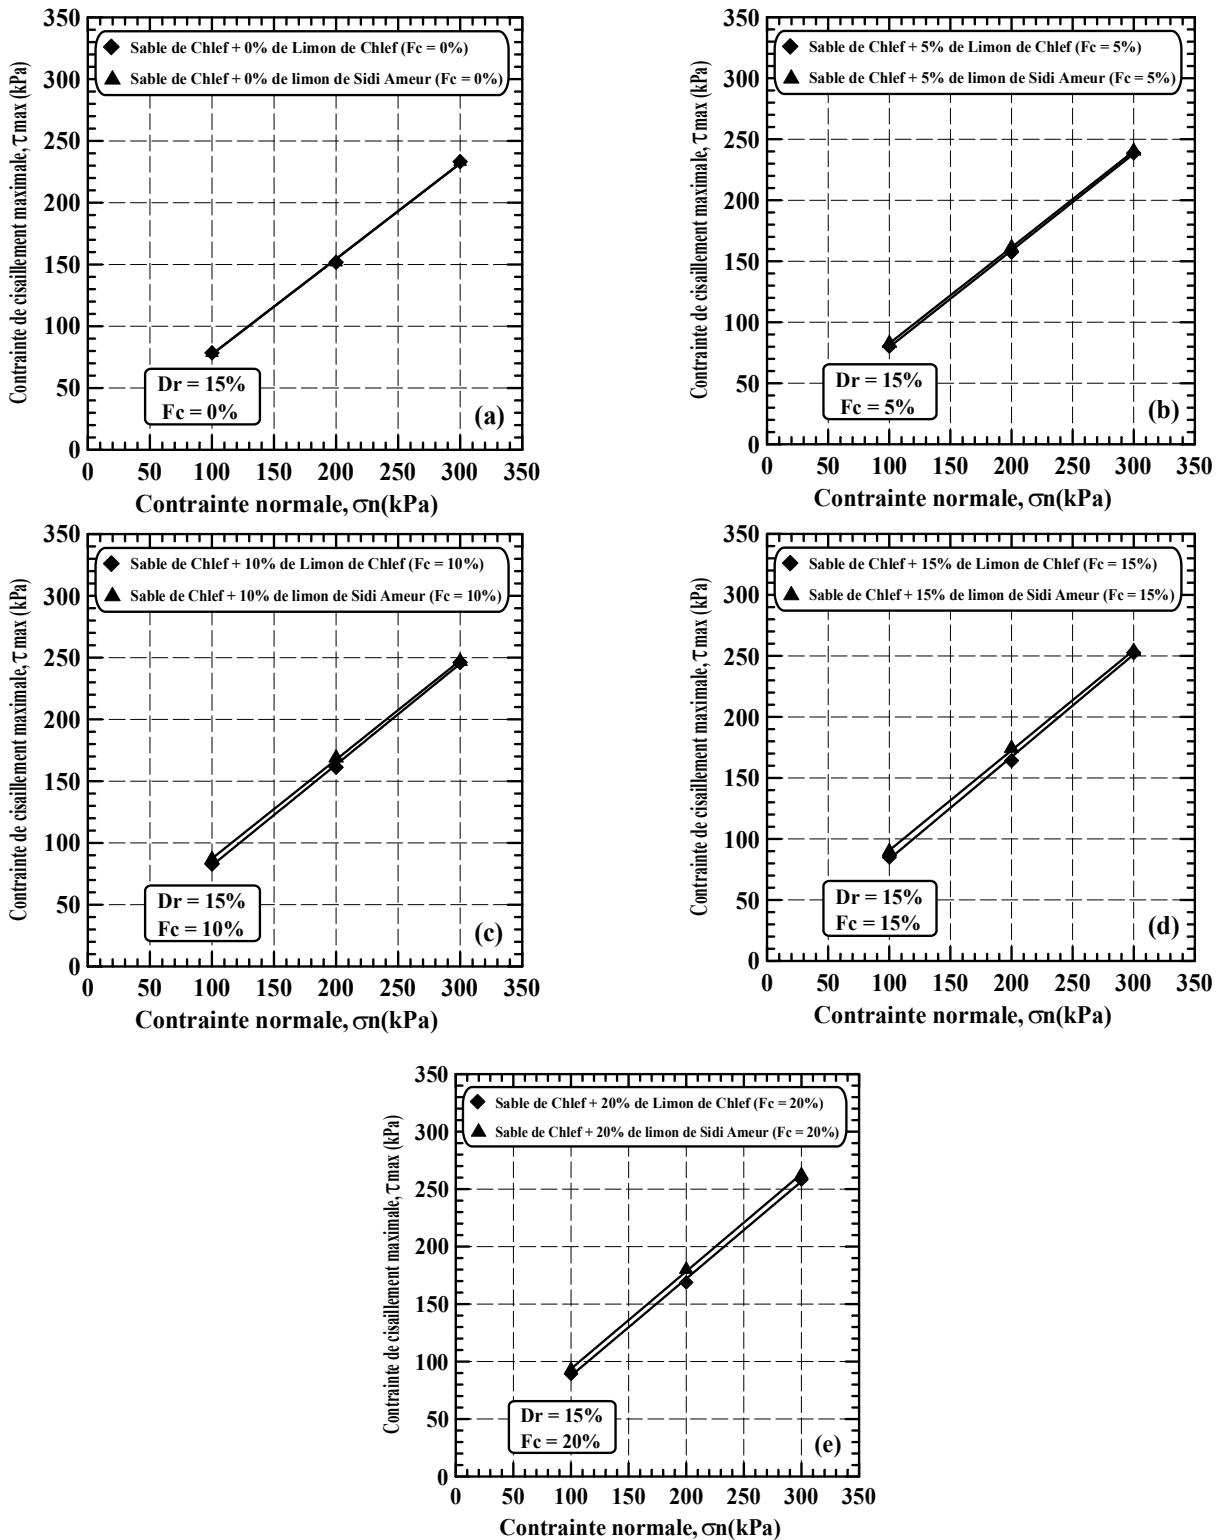 350
300
250
200
150
100
50
0
Contrainte de cisaillement maximale, τmax (kPa)
Sable de Chlef + 0% de Limon de Chlef (Fc = 0%)
Sable de Chlef + 0% de limon de Sidi Ameur (Fc = 0%)
Dr = 15%
Fc = 0%
(a)
0 50 100 150 200 250 300 350
Contrainte normale, σn(kPa)
350
300
250
200
150
100
50
0
Contrainte de cisaillement maximale, τmax (kPa)
Sable de Chlef + 5% de Limon de Chlef (Fc = 5%)
Sable de Chlef + 5% de limon de Sidi Ameur (Fc = 5%)
Dr = 15%
Fc = 5%
(b)
0 50 100 150 200 250 300 350
Contrainte normale, σn(kPa)
350
300
250
200
150
100
50
0
Contrainte de cisaillement maximale, τmax (kPa)
Sable de Chlef + 10% de Limon de Chlef (Fc = 10%)
Sable de Chlef + 10% de limon de Sidi Ameur (Fc = 10%)
Dr = 15%
Fc = 10%
(c)
0 50 100 150 200 250 300 350
Contrainte normale, σn(kPa)
350
300
250
200
150
100
50
0
Contrainte de cisaillement maximale, τmax (kPa)
Sable de Chlef + 15% de Limon de Chlef (Fc = 15%)
Sable de Chlef + 15% de limon de Sidi Ameur (Fc = 15%)
Dr = 15%
Fc = 15%
(d)
0 50 100 150 200 250 300 350
Contrainte normale, σn(kPa)
350
300
250
200
150
100
50
0
Contrainte de cisaillement maximale, τmax (kPa)
Sable de Chlef + 20% de Limon de Chlef (Fc = 20%)
Sable de Chlef + 20% de limon de Sidi Ameur (Fc = 20%)
Dr = 15%
Fc = 20%
(e)
0 50 100 150 200 250 300 350
Contrainte normale, σn(kPa)